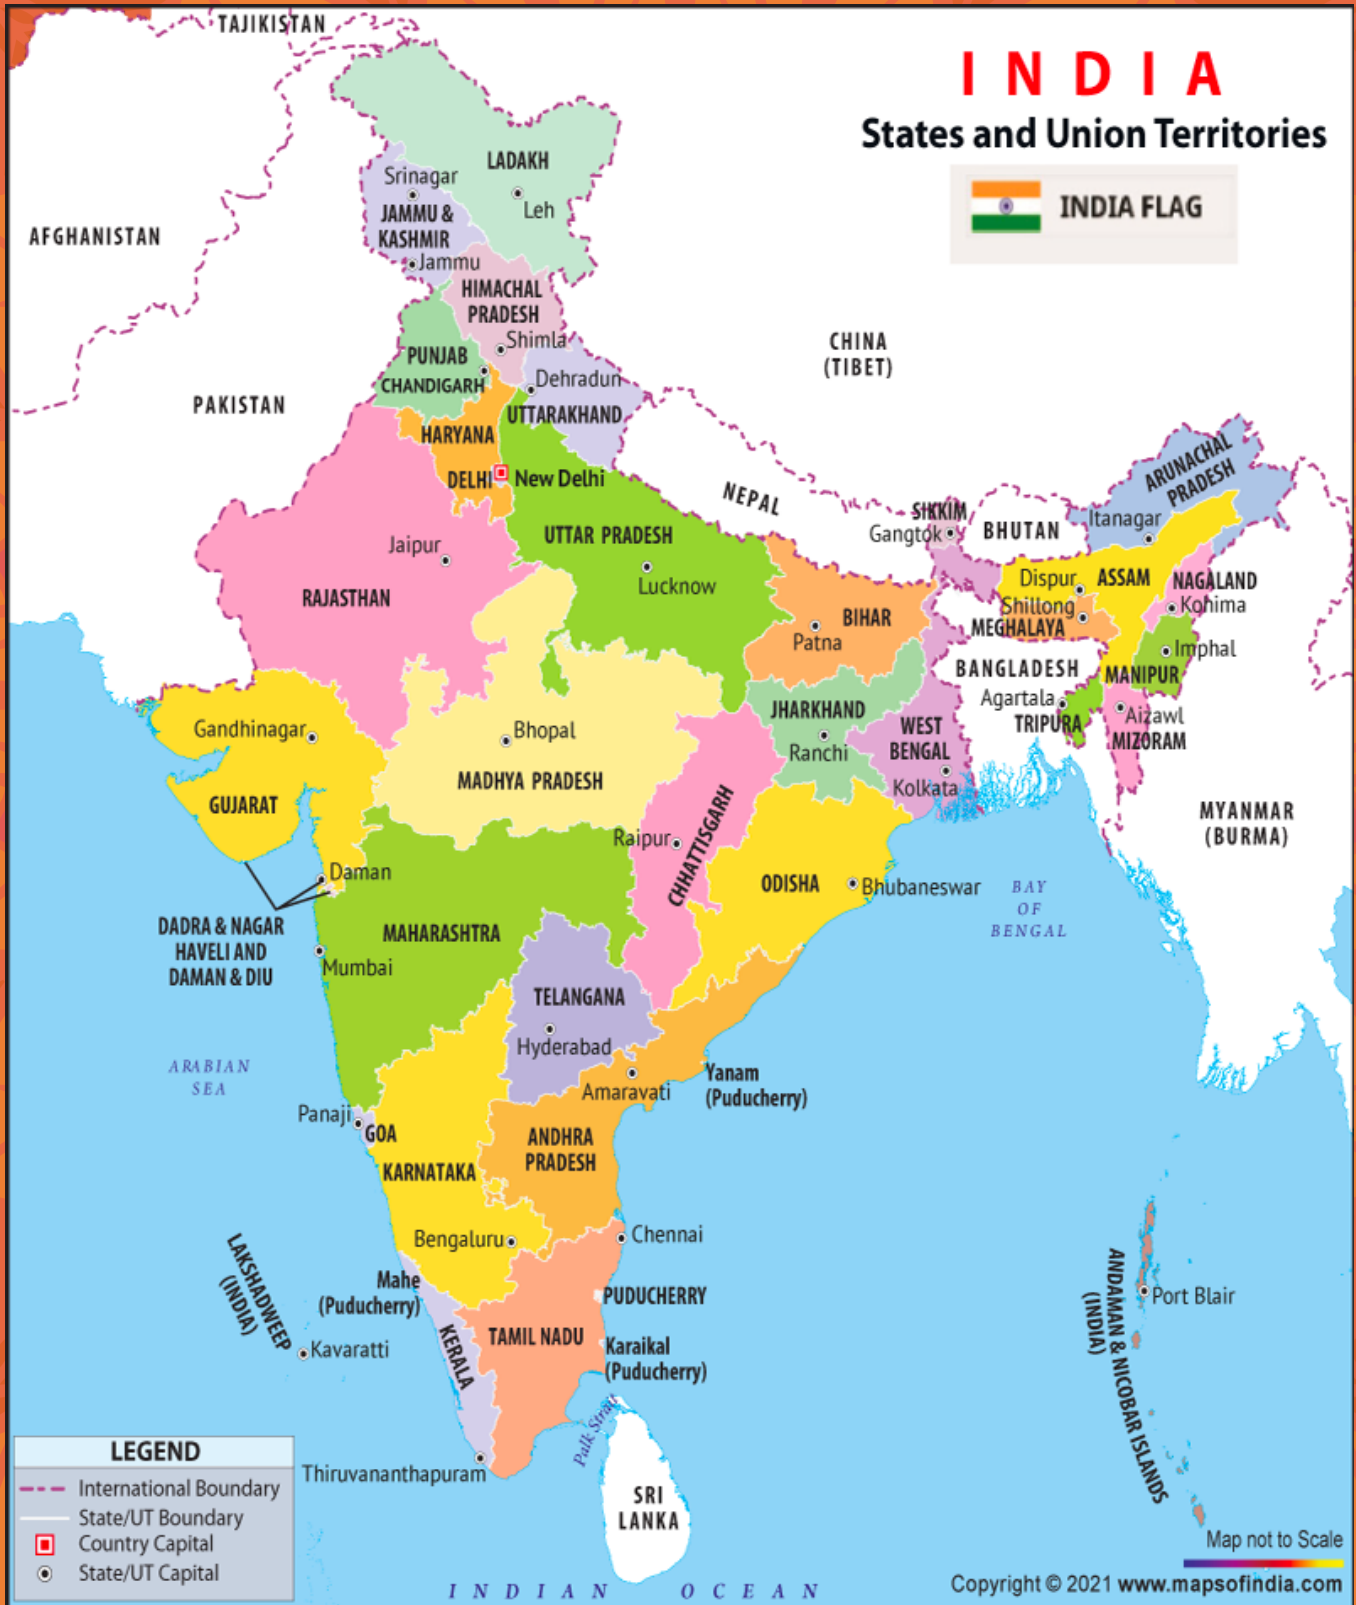 TAJIKISTAN
INDIA
States and Union Territories
INDIA FLAG
LADAKH
Srinagar
Leh
JAMMU &
KASHMIR
Jammu
AFGHANISTAN
HIMACHAL
PRADESH
Shimla
CHINA
(TIBET)
PUNJAB
CHANDIGARH
Dehradun
UTTARAKHAND
PAKISTAN
HARYANA
DELHI
New Delhi
NEPAL
ARUNACHAL
PRADESH
SIKKIM
Gangtok
BHUTAN
Itanagar
UTTAR PRADESH
Lucknow
Jaipur
RAJASTHAN
Dispur
ASSAM
NAGALAND
Kohima
Shillong
MEGHALAYA
BIHAR
Patna
Imphal
BANGLADESH
MANIPUR
Agartala
TRIPURA
Aizawl
MIZORAM
JHARKHAND
Ranchi
WEST
BENGAL
Kolkata
Gandhinagar
Bhopal
MADHYA PRADESH
GUJARAT
MYANMAR
(BURMA)
Raipur
CHHATTISGARH
Daman
ODISHA
Bhubaneswar
BAY
OF
BENGAL
DADRA & NAGAR
HAVELI AND
DAMAN & DIU
MAHARASHTRA
Mumbai
TELANGANA
Hyderabad
ARABIAN
SEA
Amaravati
Yanam
(Puducherry)
Panaji
GOA
KARNATAKA
ANDHRA
PRADESH
Bengaluru
Chennai
LAKSHADWEEP
(INDIA)
Mahe
(Puducherry)
PUDUCHERRY
ANDAMAN & NICOBAR ISLANDS
(INDIA)
Port Blair
Kavaratti
KERALA
TAMIL NADU
Karaikal
(Puducherry)
Palk Strait
Thiruvananthapuram
SRI
LANKA
LEGEND
International Boundary
State/UT Boundary
Country Capital
State/UT Capital
INDIAN OCEAN
Map not to Scale
Copyright © 2021 www.mapsofindia.com